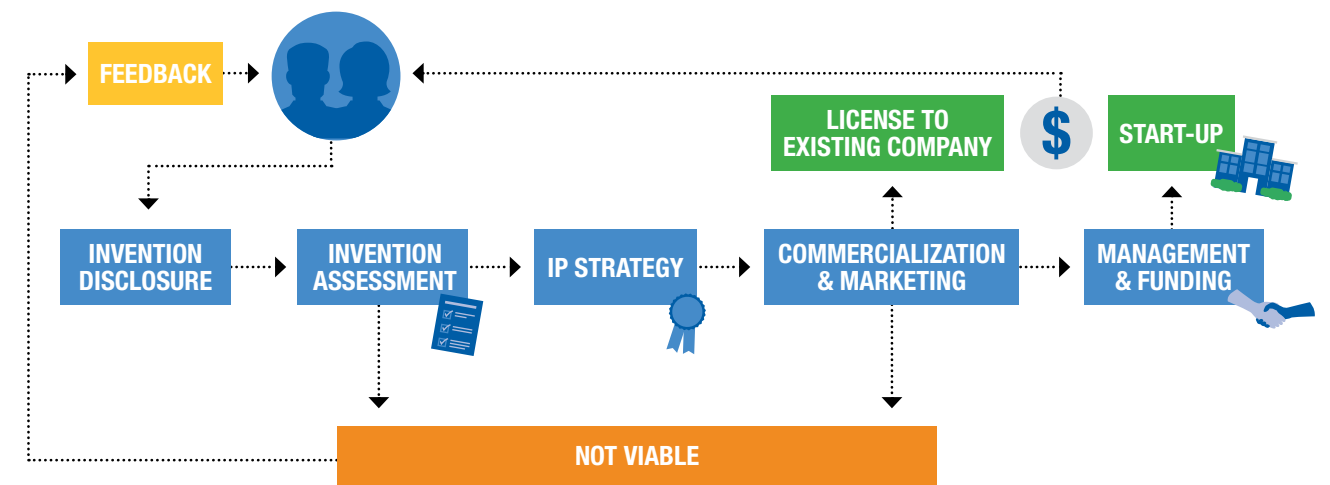 FEEDBACK
LICENSE TO
EXISTING COMPANY
$
START-UP
INVENTION
DISCLOSURE
INVENTION
ASSESSMENT
IP STRATEGY
COMMERCIALIZATION
& MARKETING
MANAGEMENT
& FUNDING
NOT VIABLE